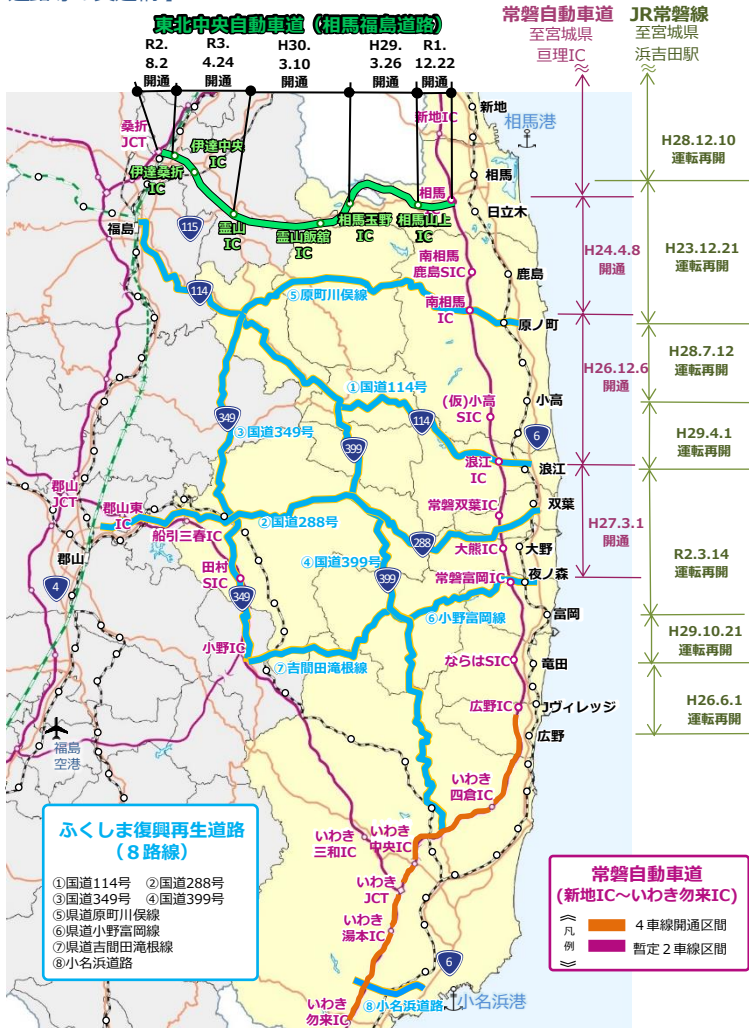 東北中央自動車道（相馬福島道路）
常磐自動車道
至宮城県
亘理IC
JR常磐線
至宮城県
浜吉田駅
R2.
8.2
開通
R3.
4.24
開通
H30.
3.10
開通
H29.
3.26
開通
R1.
12.22
開通
桑折
JCT
伊達桑折
IC
伊達中央
IC
霊山
IC
霊山飯舘
IC
相馬玉野
IC
相馬山上
IC
相馬
新地IC
新地
相馬港
相馬
日立木
福島
115
114
南相馬
鹿島SIC
鹿島
⑤原町川俣線
南相馬
IC
原ノ町
①国道114号
(仮)小高
SIC
小高
349
③国道349号
399
114
6
浪江
IC
浪江
郡山
JCT
郡山東
IC
船引三春IC
②国道288号
常磐双葉IC
双葉
288
大熊IC
大野
郡山
4
④国道399号
399
田村
SIC
349
常磐富岡IC
夜ノ森
⑥小野富岡線
富岡
小野IC
⑦吉間田滝根線
ならはSIC
竜田
広野IC
Jヴィレッジ
広野
福島
空港
いわき
四倉IC
いわき
三和IC
いわき
中央IC
いわき
JCT
いわき
湯本IC
6
⑧小名浜道路
小名浜港
いわき
勿来IC
H24.4.8
開通
H26.12.6
開通
H27.3.1
開通
H28.12.10
運転再開
H23.12.21
運転再開
H28.7.12
運転再開
H29.4.1
運転再開
R2.3.14
運転再開
H29.10.21
運転再開
H26.6.1
運転再開
ふくしま復興再生道路
（８路線）
①国道114号 ②国道288号
③国道349号 ④国道399号
⑤県道原町川俣線
⑥県道小野富岡線
⑦県道吉間田滝根線
⑧小名浜道路
常磐自動車道
(新地IC～いわき勿来IC)
《凡例》
４車線開通区間
暫定２車線区間